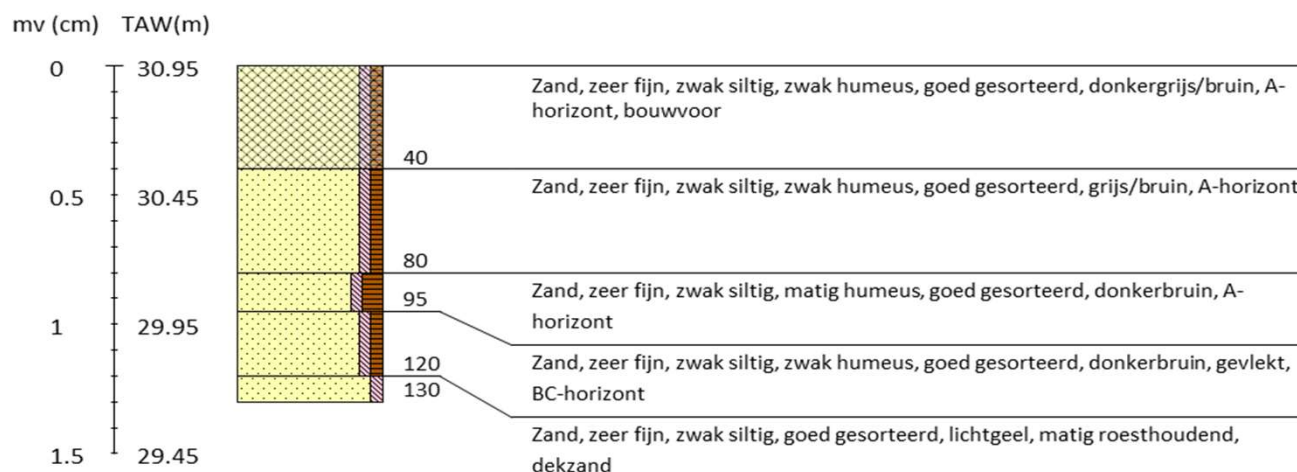 mv (cm) TAW(m)
0 30.95
Zand, zeer fijn, zwak siltig, zwak humeus, goed gesorteerd, donkergrijs/bruin, A-
horizont, bouwvoor
40
0.5 30.45
Zand, zeer fijn, zwak siltig, zwak humeus, goed gesorteerd, grijs/bruin, A-horizont
80
Zand, zeer fijn, zwak siltig, matig humeus, goed gesorteerd, donkerbruin, A-
horizont
95
1 29.95
Zand, zeer fijn, zwak siltig, zwak humeus, goed gesorteerd, donkerbruin, gevlekt,
BC-horizont
120
130
Zand, zeer fijn, zwak siltig, goed gesorteerd, lichtgeel, matig roesthoudend,
dekzand
1.5 29.45